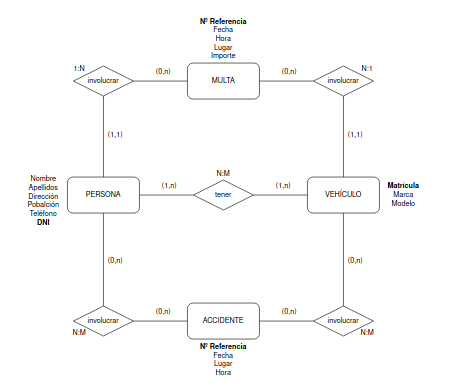 Nº Referencia
Fecha
Hora
Lugar
Importe
1:N
N:1
involucrar
(0,n)
MULTA
(0,n)
involucrar
(1,1)
(1,1)
N:M
Nombre
Apellidos
Dirección
Pobalción
Teléfono
DNI
PERSONA
(1,n)
tener
(1,n)
VEHÍCULO
Matrícula
Marca
Modelo
(0,n)
(0,n)
involucrar
N:M
(0,n)
ACCIDENTE
(0,n)
involucrar
N:M
Nº Referencia
Fecha
Lugar
Hora